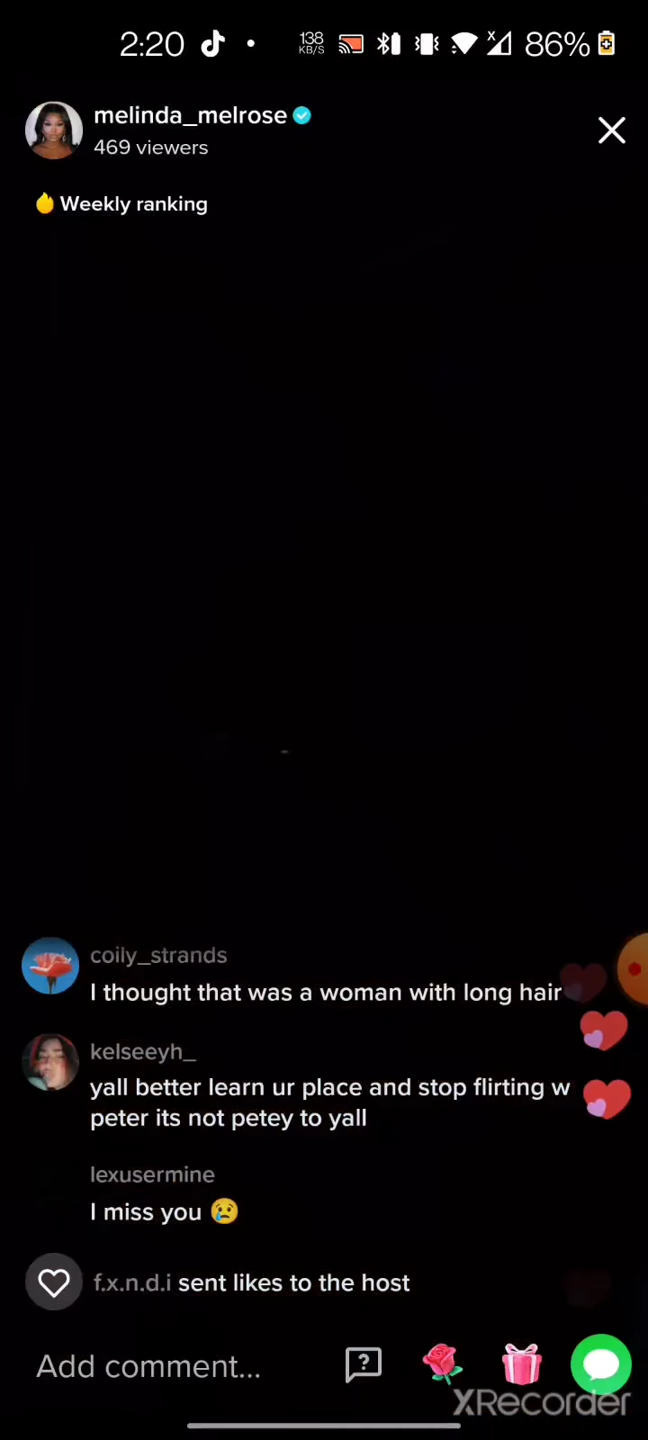 2:20
138
KB/S
86%
melinda_melrose
469 viewers
Weekly ranking
coily_strands
I thought that was a woman with long hair
kelseeyh_
yall better learn ur place and stop flirting w
peter its not petey to yall
lexusermine
I miss you 😢
f.x.n.d.i sent likes to the host
Add comment...
XRecorder